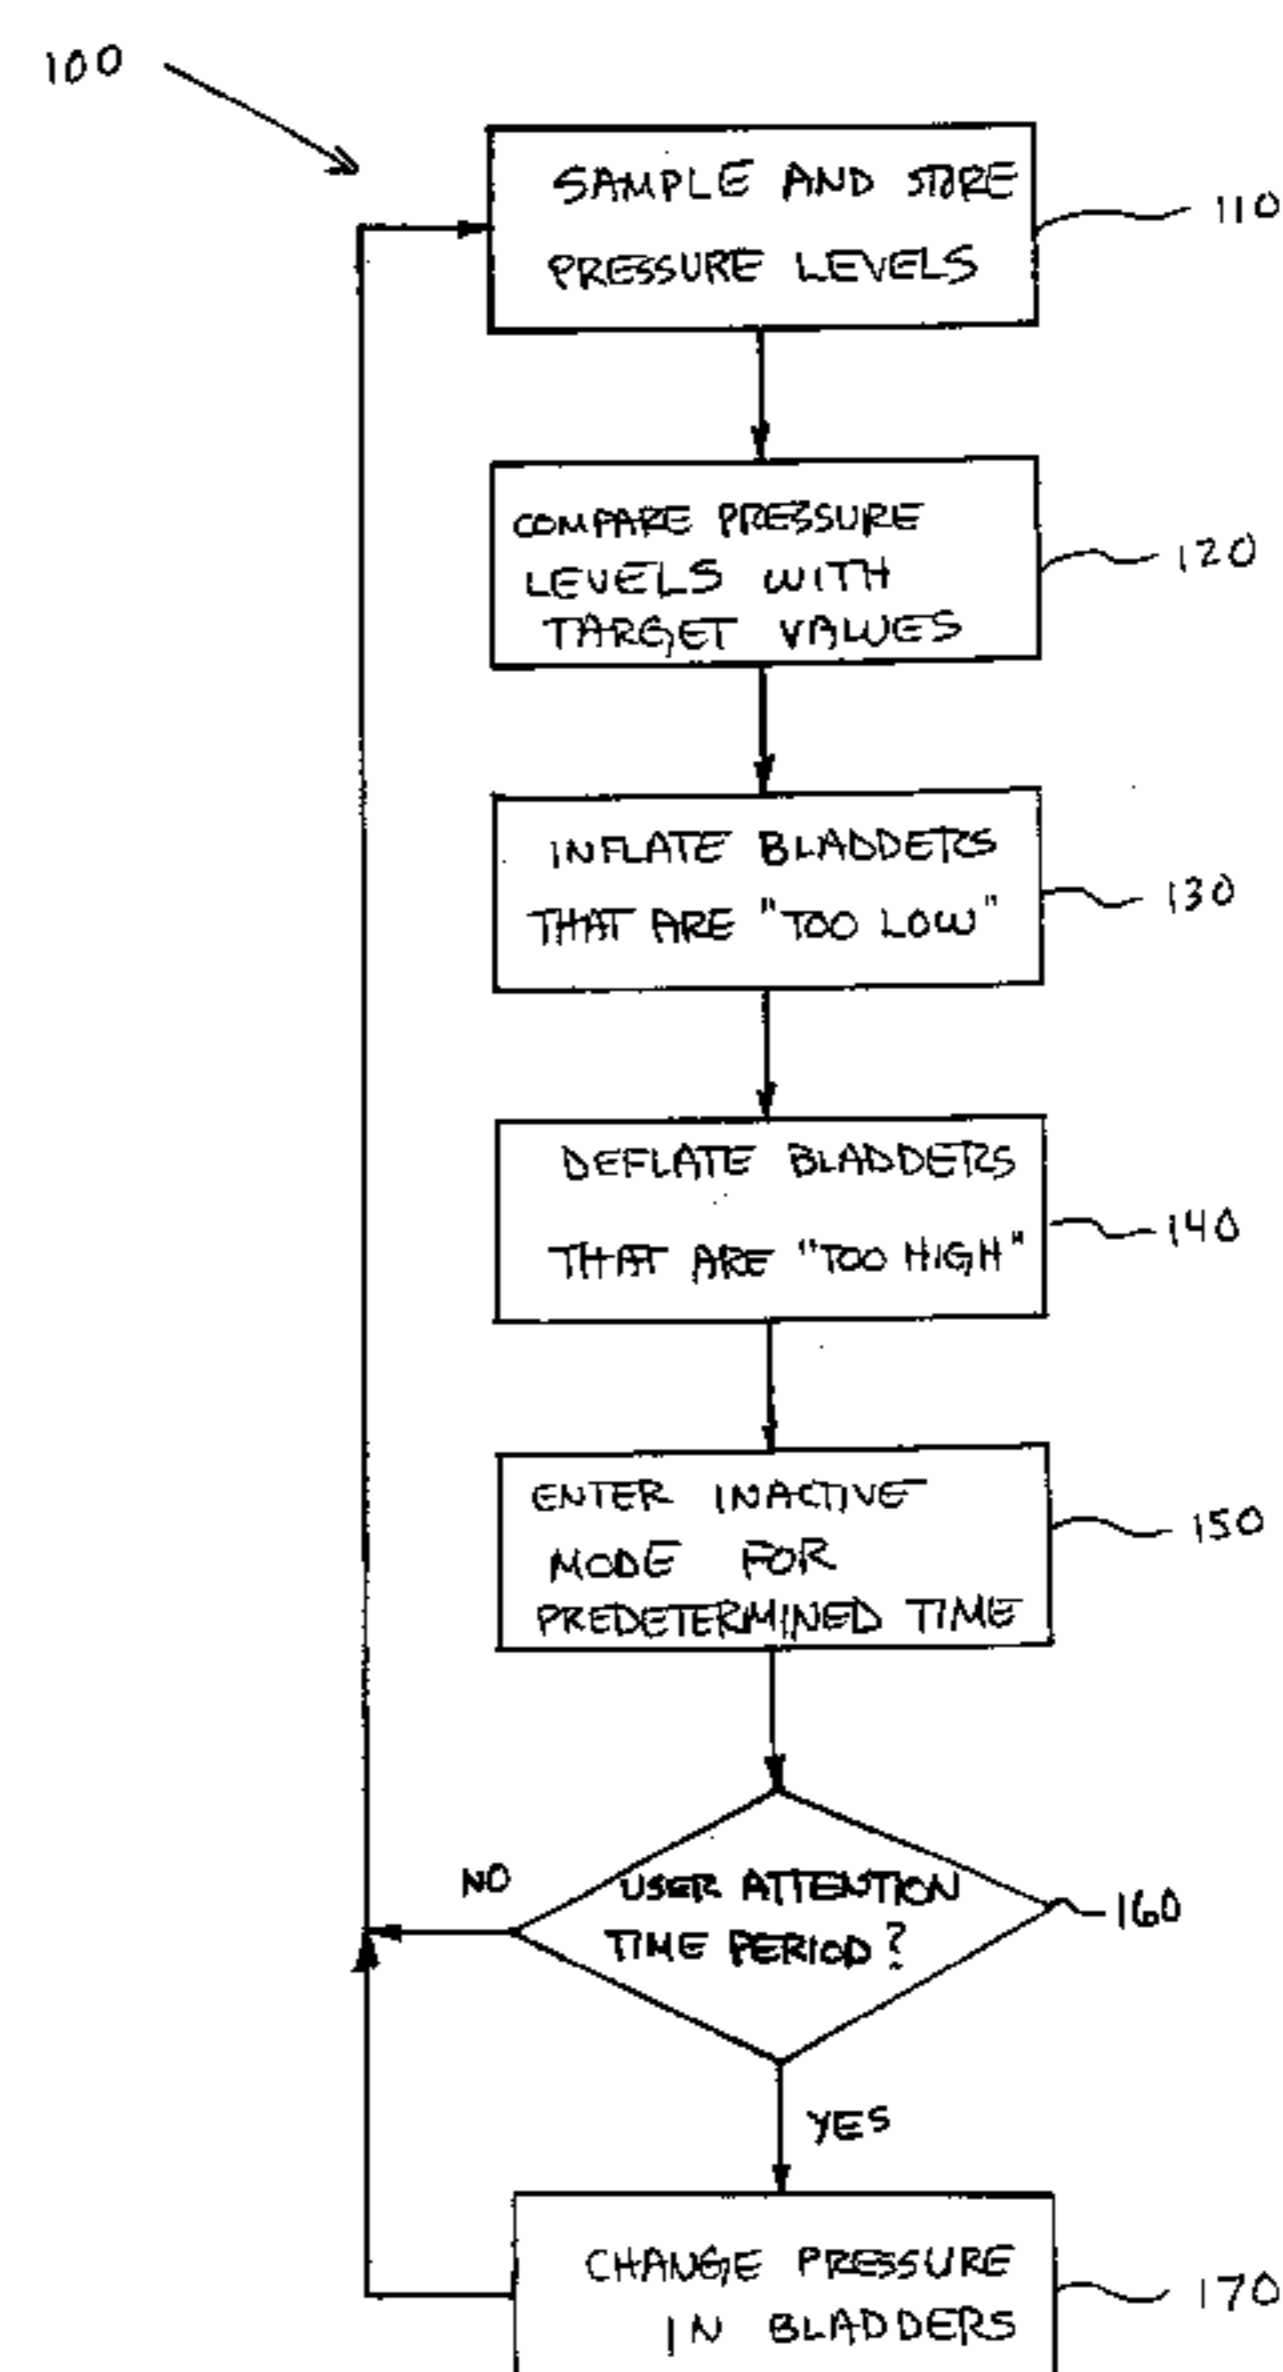 100
SAMPLE AND STORE
PRESSURE LEVELS
110
COMPARE PRESSURE
LEVELS WITH
TARGET VALUES
120
INFLATE BLADDERS
THAT ARE "TOO LOW"
130
DEFLATE BLADDERS
THAT ARE "TOO HIGH"
140
ENTER INACTIVE
MODE FOR
PREDETERMINED TIME
150
USER ATTENTION
TIME PERIOD?
160
NO
YES
CHANGE PRESSURE
IN BLADDERS
170